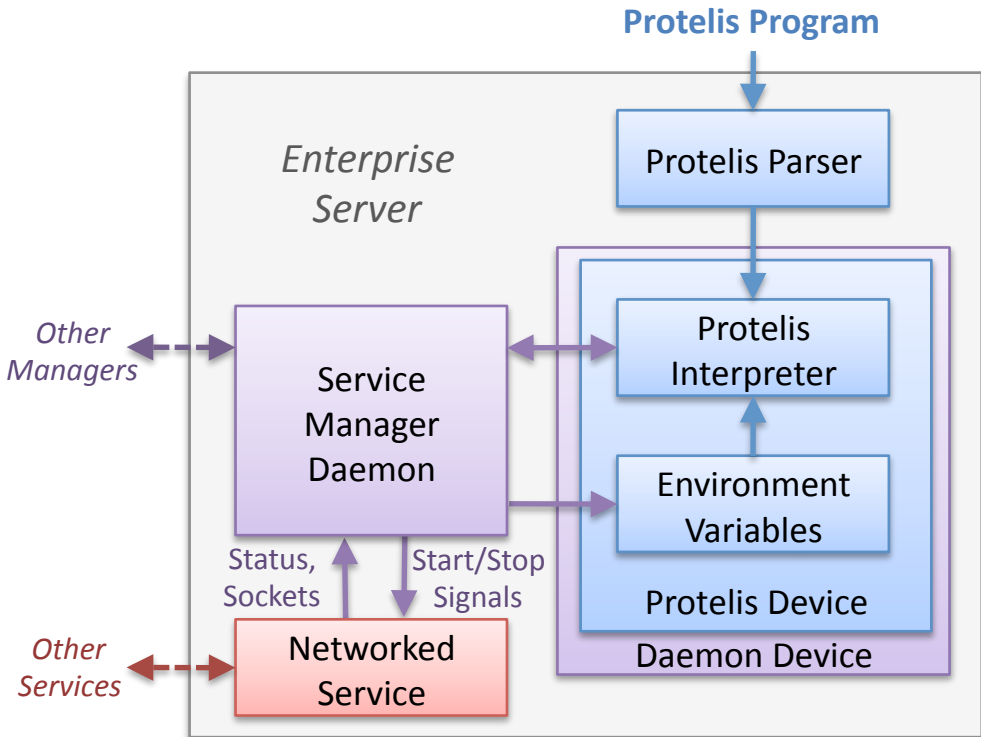 Protelis Program
Enterprise
Server
Protelis Parser
Other
Managers
Service
Manager
Daemon
Protelis
Interpreter
Environment
Variables
Status,
Sockets
Start/Stop
Signals
Protelis Device
Daemon Device
Other
Services
Networked
Service